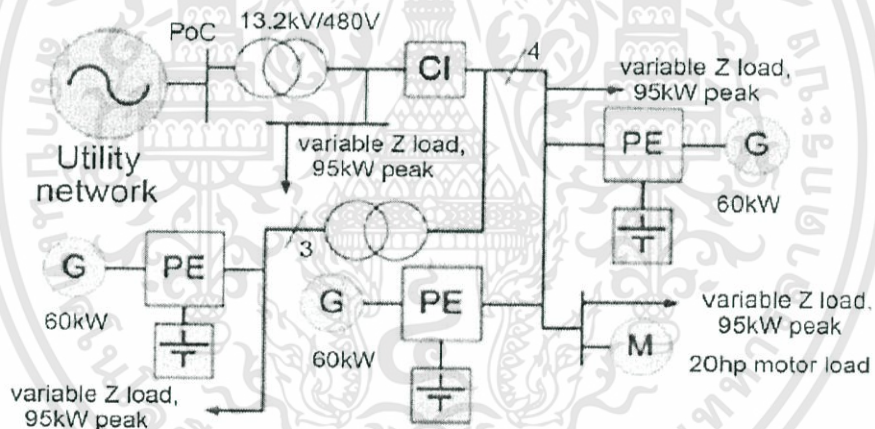 PoC
13.2kV/480V
CI
4
variable Z load,
95kW peak
PE
G
60kW
Utility
network
variable Z load,
95kW peak
3
G
PE
60kW
G
PE
60kW
variable Z load,
95kW peak
M
20hp motor load
variable Z load,
95kW peak